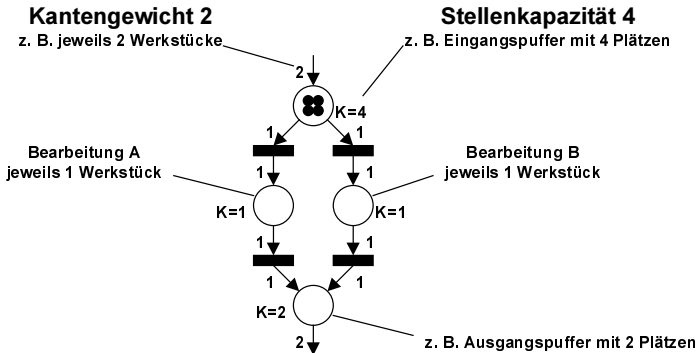 Kantengewicht 2
Stellenkapazität 4
z. B. jeweils 2 Werkstücke
z. B. Eingangspuffer mit 4 Plätzen
2
K=4
1
1
Bearbeitung A
jeweils 1 Werkstück
Bearbeitung B
jeweils 1 Werkstück
1
1
K=1
K=1
1
1
1
1
K=2
2
z. B. Ausgangspuffer mit 2 Plätzen